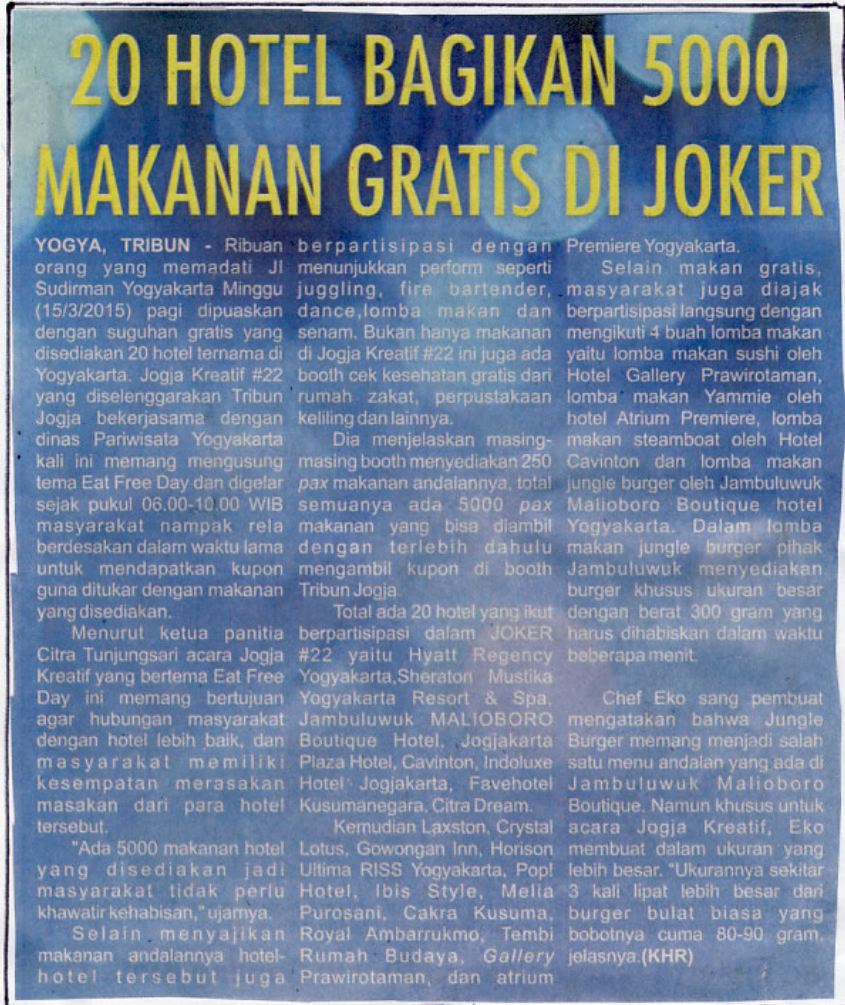 20 HOTEL BAGIKAN 5000
MAKANAN GRATIS DI JOKER
YOGYA, TRIBUN - Ribuan
orang yang memadati Jl
Sudirman Yogyakarta Minggu
(15/3/2015) pagi dipuaskan
dengan suguhan gratis yang
disediakan 20 hotel ternama di
Yogyakarta. Jogja Kreatif #22
yang diselenggarakan Tribun
Jogja bekerjasama dengan
dinas Pariwisata Yogyakarta
kali ini memang mengusung
tema Eat Free Day dan digelar
sejak pukul 06.00-10.00 WIB
masyarakat nampak rela
berdesakan dalam waktu lama
untuk mendapatkan kupon
guna ditukar dengan makanan
yang disediakan.
Menurut ketua panitia
Citra Tunjungsari acara Jogja
Kreatif yang bertema Eat Free
Day ini memang bertujuan
agar hubungan masyarakat
dengan hotel lebih baik, dan
masyarakat memiliki
kesempatan merasakan
masakan dari para hotel
tersebut.
"Ada 5000 makanan hotel
yang disediakan jadi
masyarakat tidak perlu
khawatir kehabisan," ujarnya.
Selain menyajikan
makanan andalannya hotel-
hotel tersebut juga
berpartisipasi dengan
menunjukkan perform seperti
juggling, fire bartender,
dance,lomba makan dan
senam. Bukan hanya makanan
di Jogja Kreatif #22 ini juga ada
booth cek kesehatan gratis dari
rumah zakat, perpustakaan
keliling dan lainnya.
Dia menjelaskan masing-
masing booth menyediakan 250
pax makanan andalannya, total
semuanya ada 5000 pax
makanan yang bisa diambil
dengan terlebih dahulu
mengambil kupon di booth
Tribun Jogja.
Total ada 20 hotel yang ikut
berpartisipasi dalam JOKER
#22 yaitu Hyatt Regency
Yogyakarta,Sheraton Mustika
Yogyakarta Resort & Spa,
Jambuluwuk MALIOBORO
Boutique Hotel, Jogjakarta
Plaza Hotel, Cavinton, Indoluxe
Hotel Jogjakarta, Favehotel
Kusumanegara, Citra Dream.
Kemudian Laxston, Crystal
Lotus, Gowongan Inn, Horison
Ultima RISS Yogyakarta, Pop!
Hotel, Ibis Style, Melia
Purosani, Cakra Kusuma,
Royal Ambarrukmo, Tembi
Rumah Budaya, Gallery
Prawirotaman, dan atrium
Premiere Yogyakarta.
Selain makan gratis,
masyarakat juga diajak
berpartisipasi langsung dengan
mengikuti 4 buah lomba makan
yaitu lomba makan sushi oleh
Hotel Gallery Prawirotaman,
lomba makan Yammie oleh
hotel Atrium Premiere, lomba
makan steamboat oleh Hotel
Cavinton dan lomba makan
jungle burger oleh Jambuluwuk
Malioboro Boutique hotel
Yogyakarta. Dalam lomba
makan jungle burger pihak
Jambuluwuk menyediakan
burger khusus ukuran besar
dengan berat 300 gram yang
harus dihabiskan dalam waktu
beberapa menit.
Chef Eko sang pembuat
mengatakan bahwa Jungle
Burger memang menjadi salah
satu menu andalan yang ada di
Jambuluwuk Malioboro
Boutique. Namun khusus untuk
acara Jogja Kreatif, Eko
membuat dalam ukuran yang
lebih besar. "Ukurannya sekitar
3 kali lipat lebih besar dari
burger bulat biasa yang
bobotnya cuma 80-90 gram,
jelasnya.(KHR)